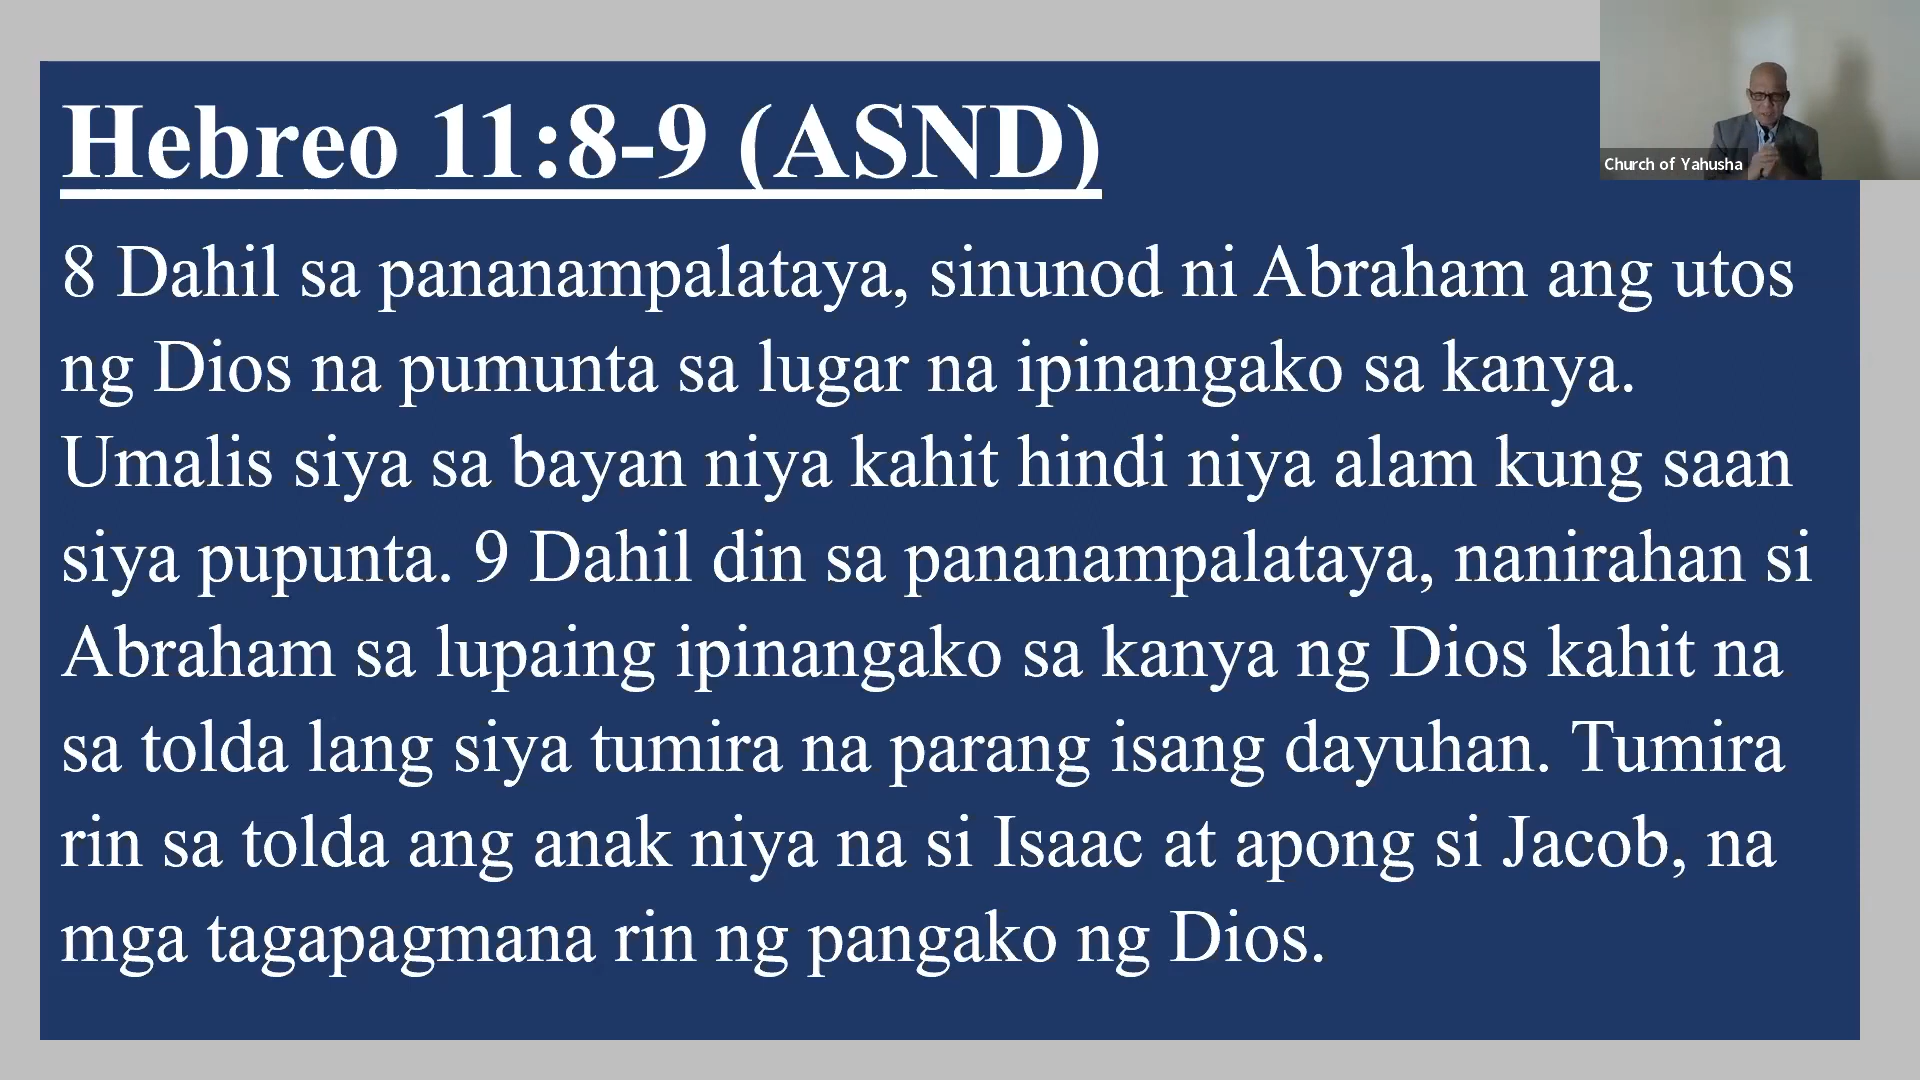 Hebreo 11:8-9 (ASND)
Church of Yahusha
8 Dahil sa pananampalataya, sinunod ni Abraham ang utos
ng Dios na pumunta sa lugar na ipinangako sa kanya.
Umalis siya sa bayan niya kahit hindi niya alam kung saan
siya pupunta. 9 Dahil din sa pananampalataya, nanirahan si
Abraham sa lupaing ipinangako sa kanya ng Dios kahit na
sa tolda lang siya tumira na parang isang dayuhan. Tumira
rin sa tolda ang anak niya na si Isaac at apong si Jacob, na
mga tagapagmana rin ng pangako ng Dios.